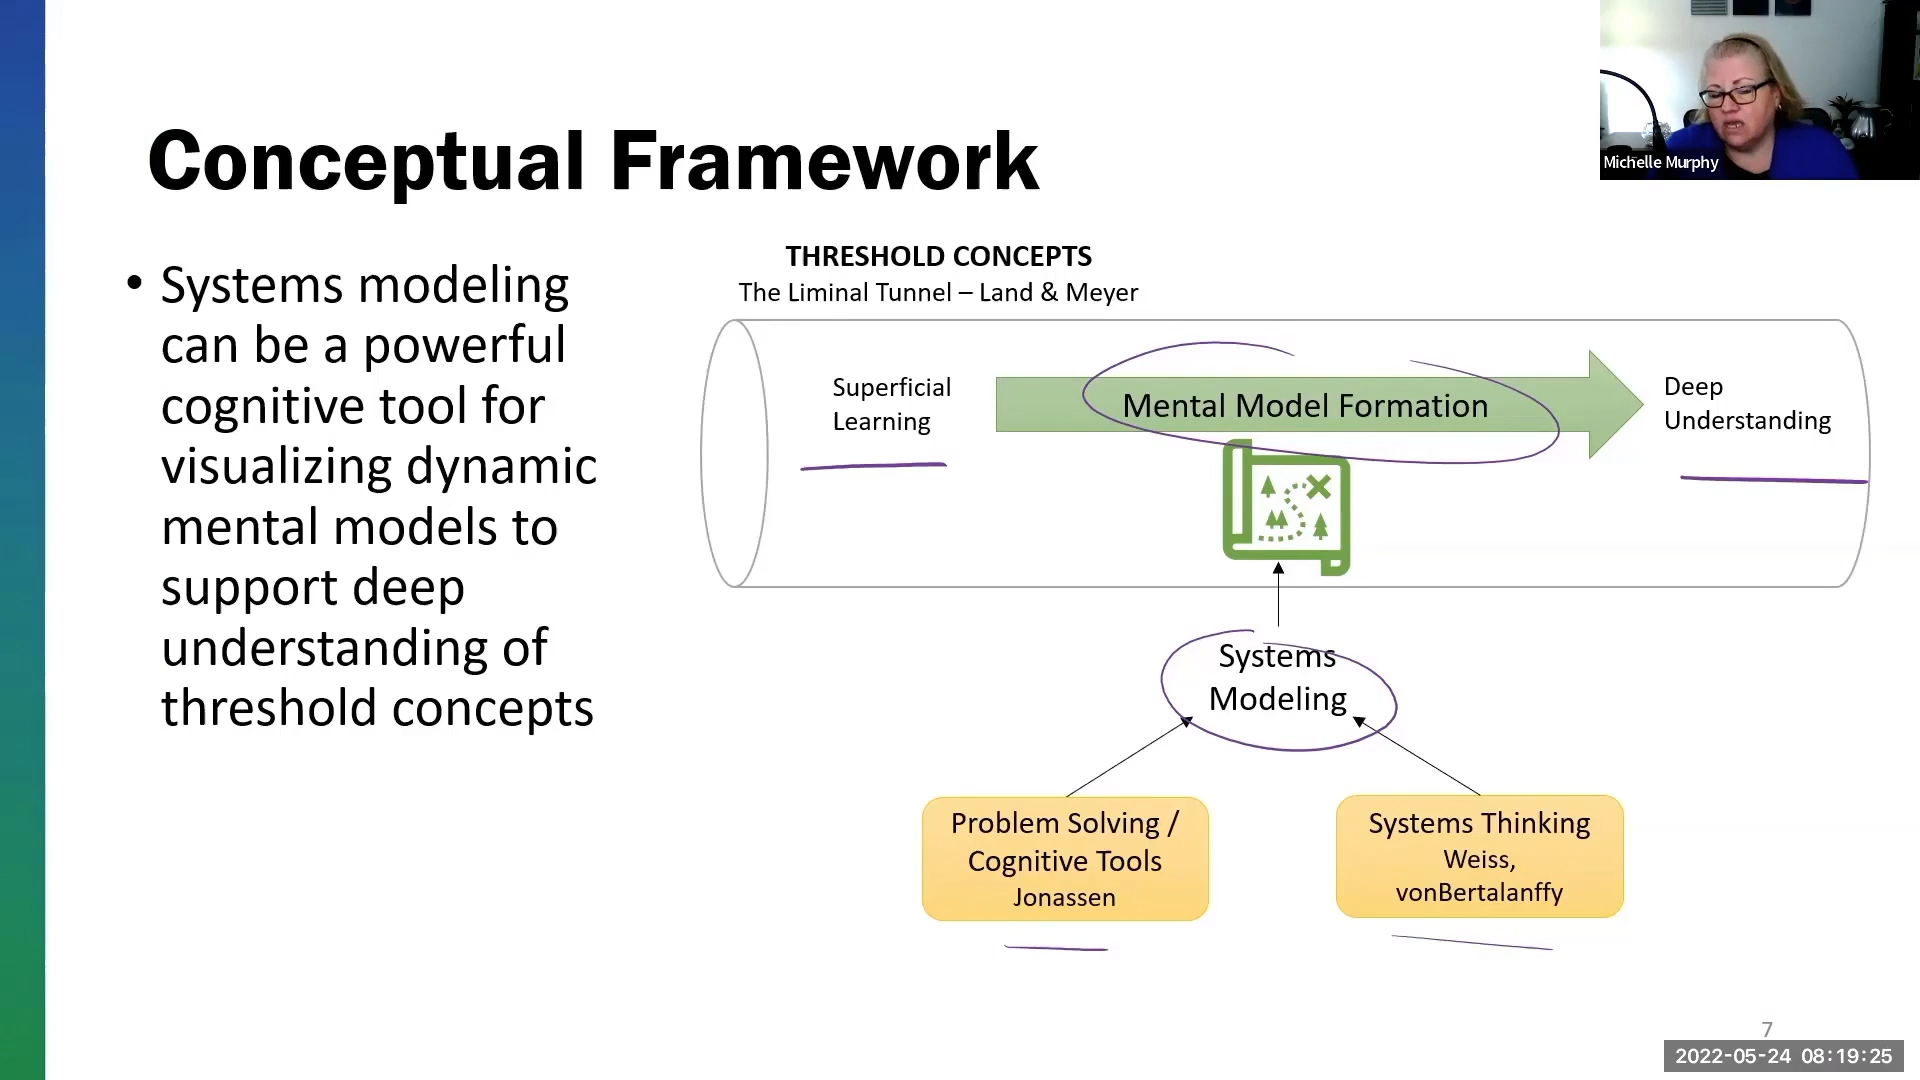 Michelle Murphy
Conceptual Framework
• Systems modeling
can be a powerful
cognitive tool for
visualizing dynamic
mental models to
support deep
understanding of
threshold concepts
THRESHOLD CONCEPTS
The Liminal Tunnel – Land & Meyer
Superficial
Learning
Mental Model Formation
Deep
Understanding
Systems
Modeling
Problem Solving /
Cognitive Tools
Jonassen
Systems Thinking
Weiss,
vonBertalanffy
7
2022-05-24 08:19:25